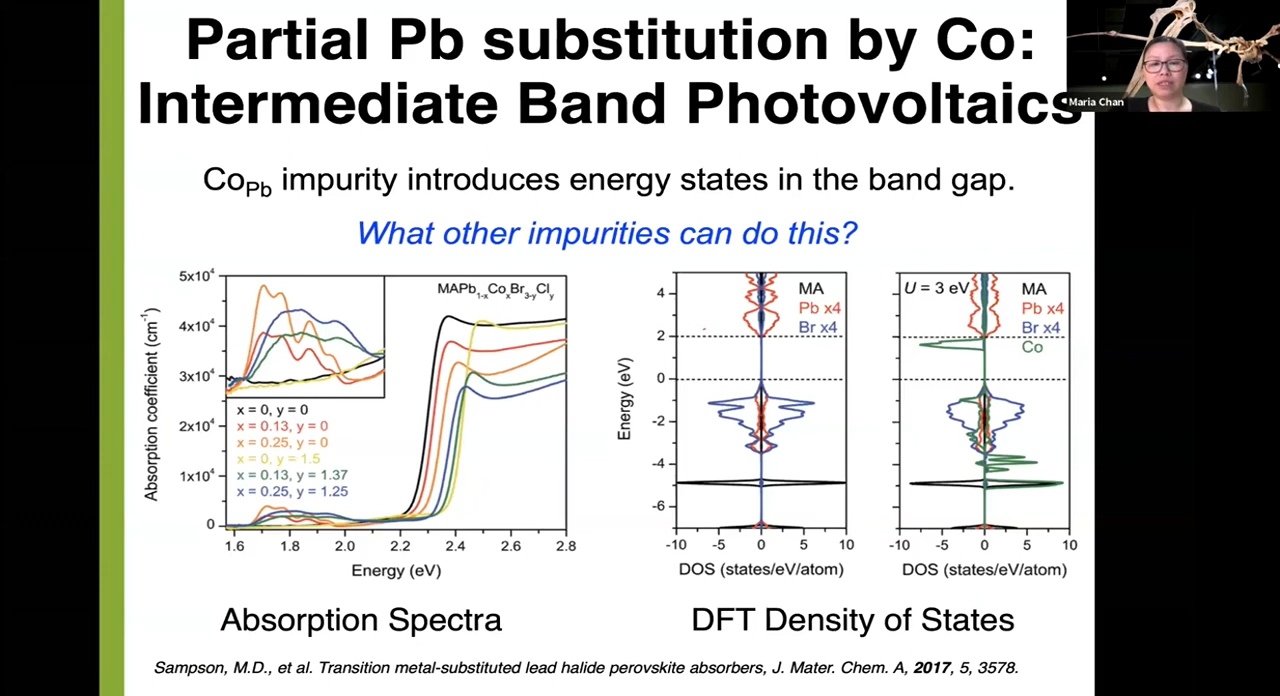 Partial Pb substitution by Co:
Intermediate Band Photovoltaics
Maria Chan
CoPb impurity introduces energy states in the band gap.
What other impurities can do this?
5x10⁴
4x10⁴
3x10⁴
2x10⁴
1x10⁴
0
Absorption coefficient (cm⁻¹)
MAPb1-xCoxBr3-yCly
x = 0, y = 0
x = 0.13, y = 0
x = 0.25, y = 0
x = 0, y = 1.5
x = 0.13, y = 1.37
x = 0.25, y = 1.25
1.6 1.8 2.0 2.2 2.4 2.6 2.8
Energy (eV)
Energy (eV)
4
2
0
-2
-4
-6
MA
Pb x4
Br x4
-10 -5 0 5 10
DOS (states/eV/atom)
U = 3 eV
MA
Pb x4
Br x4
Co
-10 -5 0 5 10
DOS (states/eV/atom)
Absorption Spectra
DFT Density of States
Sampson, M.D., et al. Transition metal-substituted lead halide perovskite absorbers, J. Mater. Chem. A, 2017, 5, 3578.